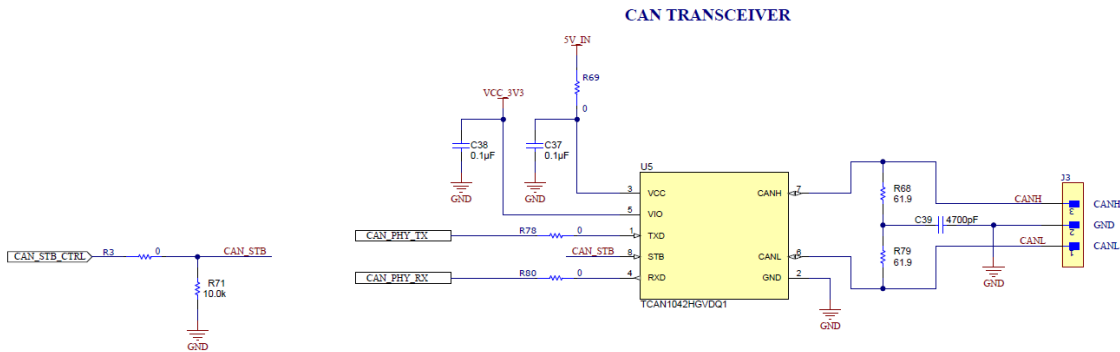 CAN TRANSCEIVER
5V_IN
R69
0
VCC_3V3
C38
0.1µF
GND
C37
0.1µF
GND
U5
3 VCC CANH 7
5 VIO
1 TXD
8 STB CANL 6
4 RXD GND 2
TCAN1042HGVDQ1
GND
CAN_PHY_TX R78 0
CAN_STB
CAN_PHY_RX R80 0
CAN_STB_CTRL R3 0 CAN_STB
R71
10.0k
GND
R68
61.9
C39 4700pF
R79
61.9
GND
J3
CANH 3 CANH
2 GND
CANL 1 CANL